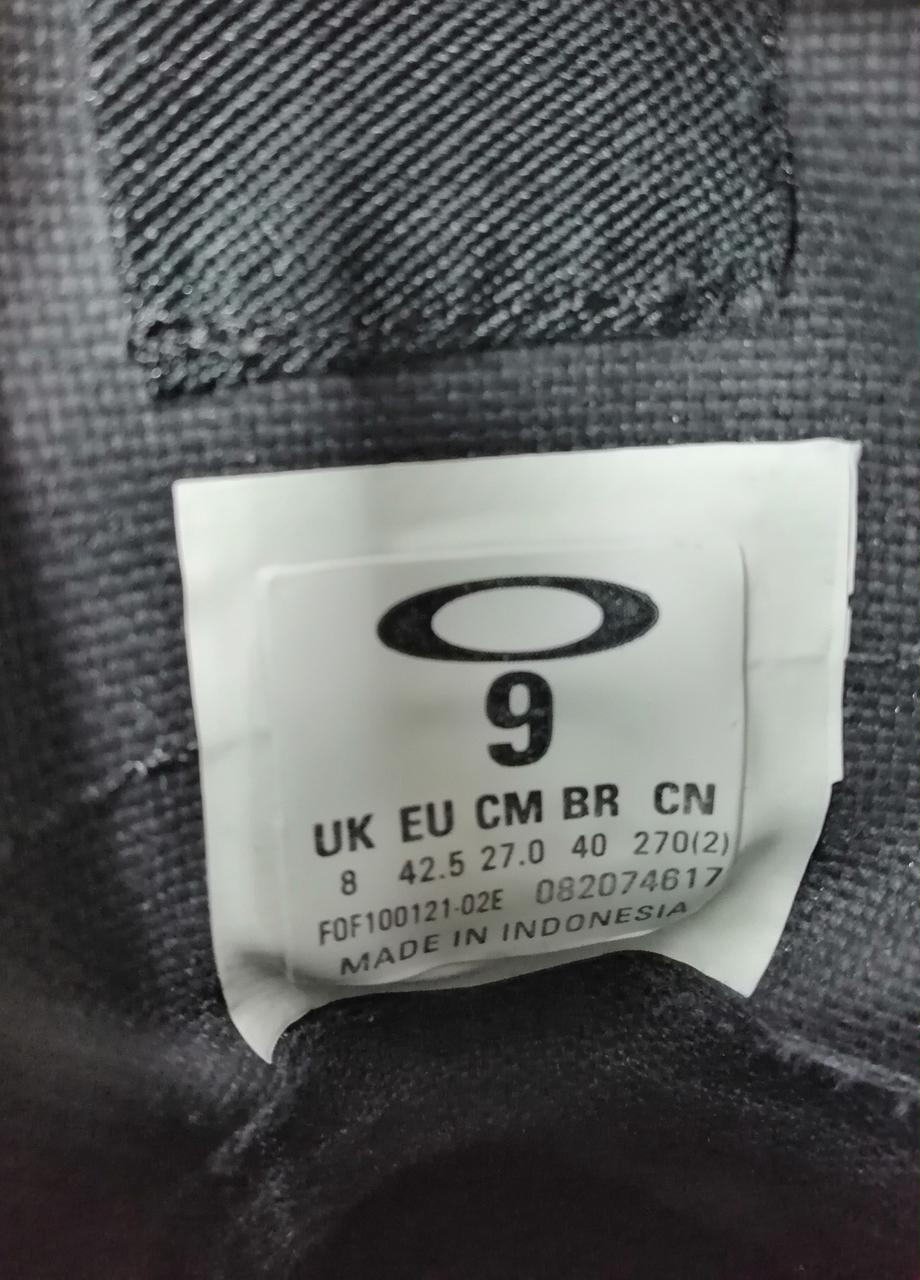 9
UK EU CM BR CN
8 42.5 27.0 40 270(2)
FOF100121-02E 082074617
MADE IN INDONESIA